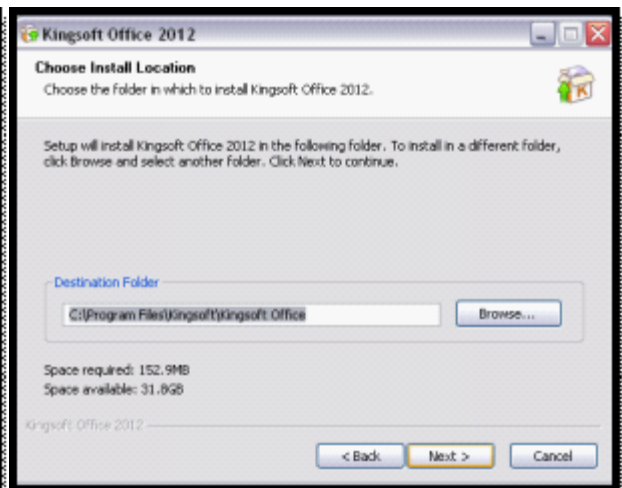 Kingsoft Office 2012
Choose Install Location
Choose the folder in which to install Kingsoft Office 2012.
K
Setup will install Kingsoft Office 2012 in the following folder. To install in a different folder,
click Browse and select another folder. Click Next to continue.
Destination Folder
C:\Program Files\Kingsoft\Kingsoft Office
Browse...
Space required: 152.9MB
Space available: 31.8GB
Kingsoft Office 2012
< Back
Next >
Cancel